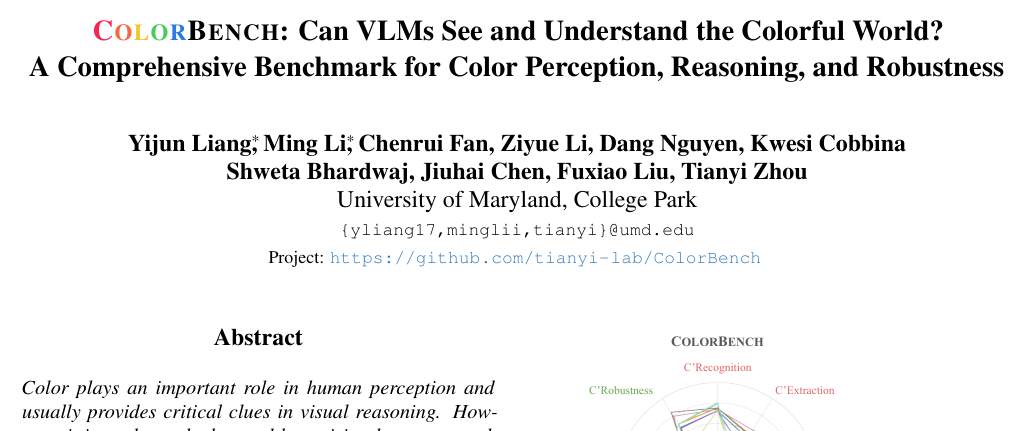 COLORBENCH: Can VLMs See and Understand the Colorful World?
A Comprehensive Benchmark for Color Perception, Reasoning, and Robustness
Yijun Liang*, Ming Li*, Chenrui Fan, Ziyue Li, Dang Nguyen, Kwesi Cobbina
Shweta Bhardwaj, Jiuhai Chen, Fuxiao Liu, Tianyi Zhou
University of Maryland, College Park
{yliang17,minglii,tianyi}@umd.edu
Project: https://github.com/tianyi-lab/ColorBench
Abstract
Color plays an important role in human perception and
usually provides critical clues in visual reasoning. How-
COLORBENCH
C'Recognition
C'Robustness
C'Extraction